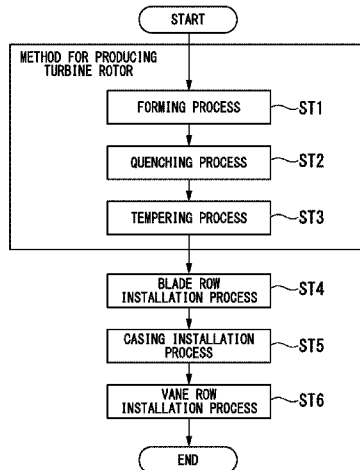 START
METHOD FOR PRODUCING
TURBINE ROTOR
FORMING PROCESS
ST1
QUENCHING PROCESS
ST2
TEMPERING PROCESS
ST3
BLADE ROW
INSTALLATION PROCESS
ST4
CASING INSTALLATION
PROCESS
ST5
VANE ROW
INSTALLATION PROCESS
ST6
END